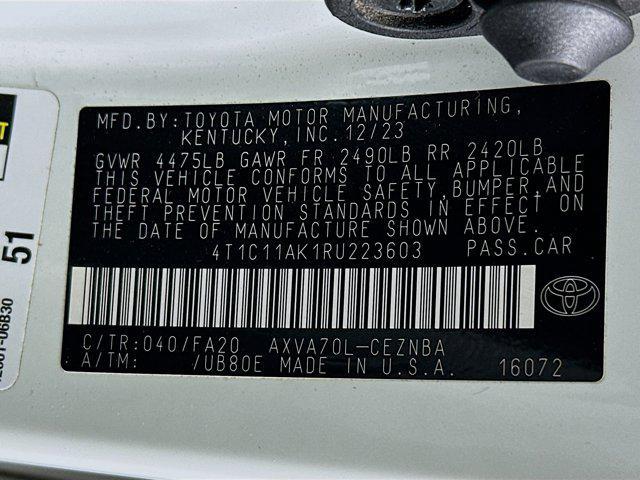 MFD.BY:TOYOTA MOTOR MANUFACTURING,
KENTUCKY,INC.12/23
GVWR 4475LB GAWR FR 2490LB RR 2420LB
THIS VEHICLE CONFORMS TO ALL APPLICABLE
FEDERAL MOTOR VEHICLE SAFETY,BUMPER,AND
THEFT PREVENTION STANDARDS IN EFFECT ON
THE DATE OF MANUFACTURE SHOWN ABOVE.
4T1C11AK1RU223603 PASS.CAR
C/TR:040/FA20 AXVA70L-CEZNBA
A/TM: /UB80E MADE IN U.S.A. 16072
51